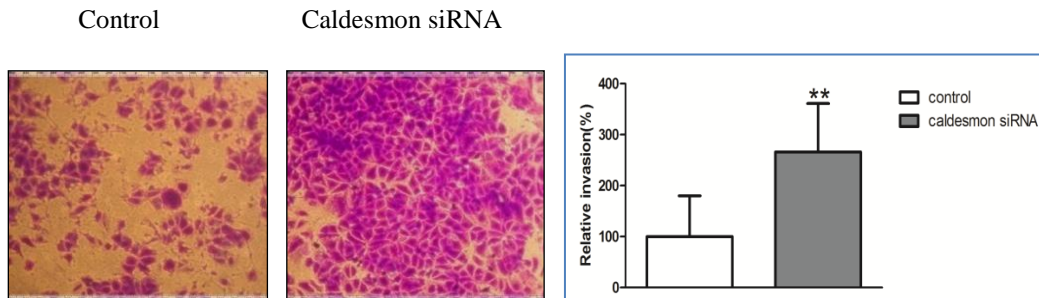 Control
Caldesmon siRNA
400
300
200
100
0
Relative invasion(%)
**
control
caldesmon siRNA